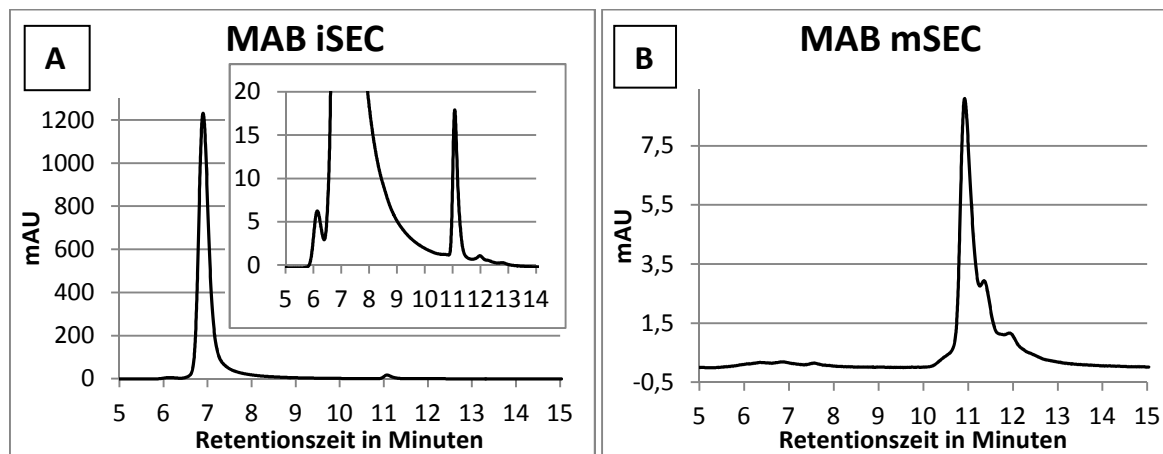 A
MAB iSEC
mAU
1200
1000
800
600
400
200
0
5 6 7 8 9 10 11 12 13 14 15
Retentionszeit in Minuten
20
15
10
5
0
5 6 7 8 9 10 11 12 13 14
B
MAB mSEC
mAU
7,5
5,5
3,5
1,5
-0,5
5 6 7 8 9 10 11 12 13 14 15
Retentionszeit in Minuten